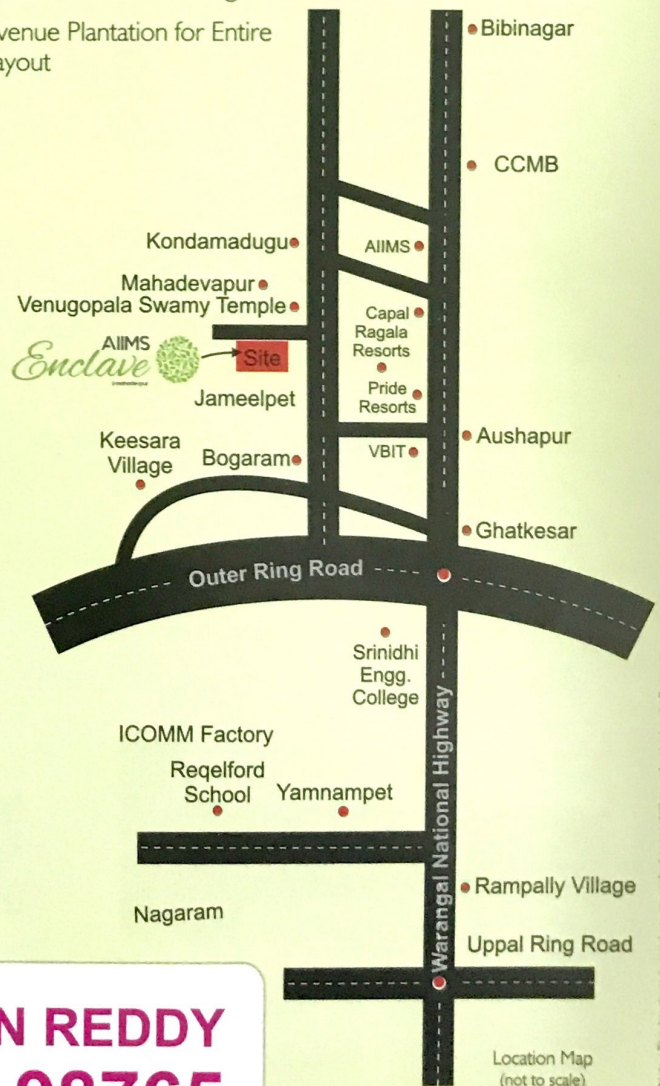 venue Plantation for Entire
ayout
Bibinagar
CCMB
Kondamadugu
AIIMS
Mahadevapur
Venugopala Swamy Temple
Capal
Ragala
Resorts
AIIMS
Enclave
Site
Pride
Resorts
Jameelpet
Keesara
Village
Bogaram
VBIT
Aushapur
Ghatkesar
Outer Ring Road
Srinidhi
Engg.
College
ICOMM Factory
Reqelford
School
Yamnampet
Warangal National Highway
Rampally Village
Nagaram
Uppal Ring Road
N REDDY
98765
Location Map
(not to scale)